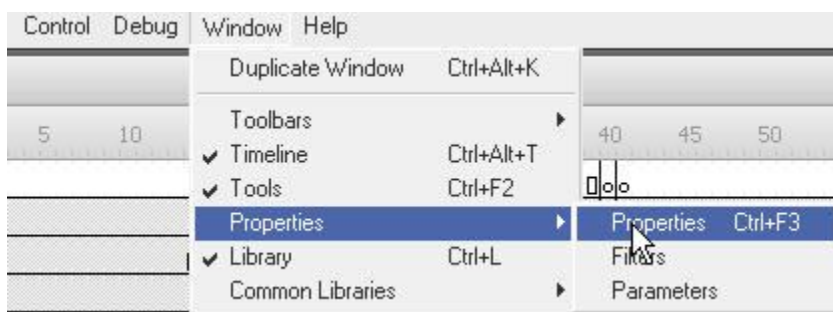 Control Debug Window Help
Duplicate Window Ctrl+Alt+K
Toolbars
5 10 40 45 50
Timeline Ctrl+Alt+T
Tools Ctrl+F2
Properties Properties Ctrl+F3
Library Ctrl+L Filters
Common Libraries Parameters